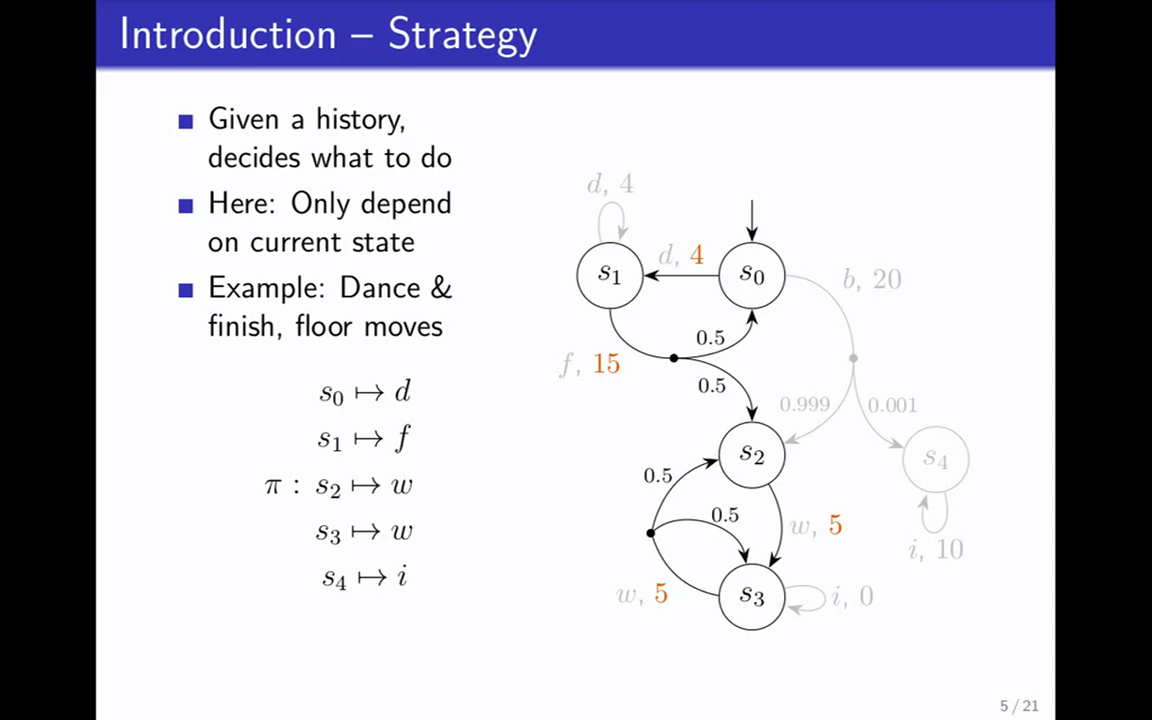 Introduction – Strategy
Given a history,
decides what to do
Here: Only depend
on current state
Example: Dance &
finish, floor moves
s₀ ↦ d
s₁ ↦ f
π : s₂ ↦ w
s₃ ↦ w
s₄ ↦ i
d, 4
s₁
d, 4
s₀
b, 20
f, 15
0.5
0.5
0.999
0.001
s₂
s₄
0.5
0.5
w, 5
i, 10
w, 5
s₃
i, 0
5 / 21